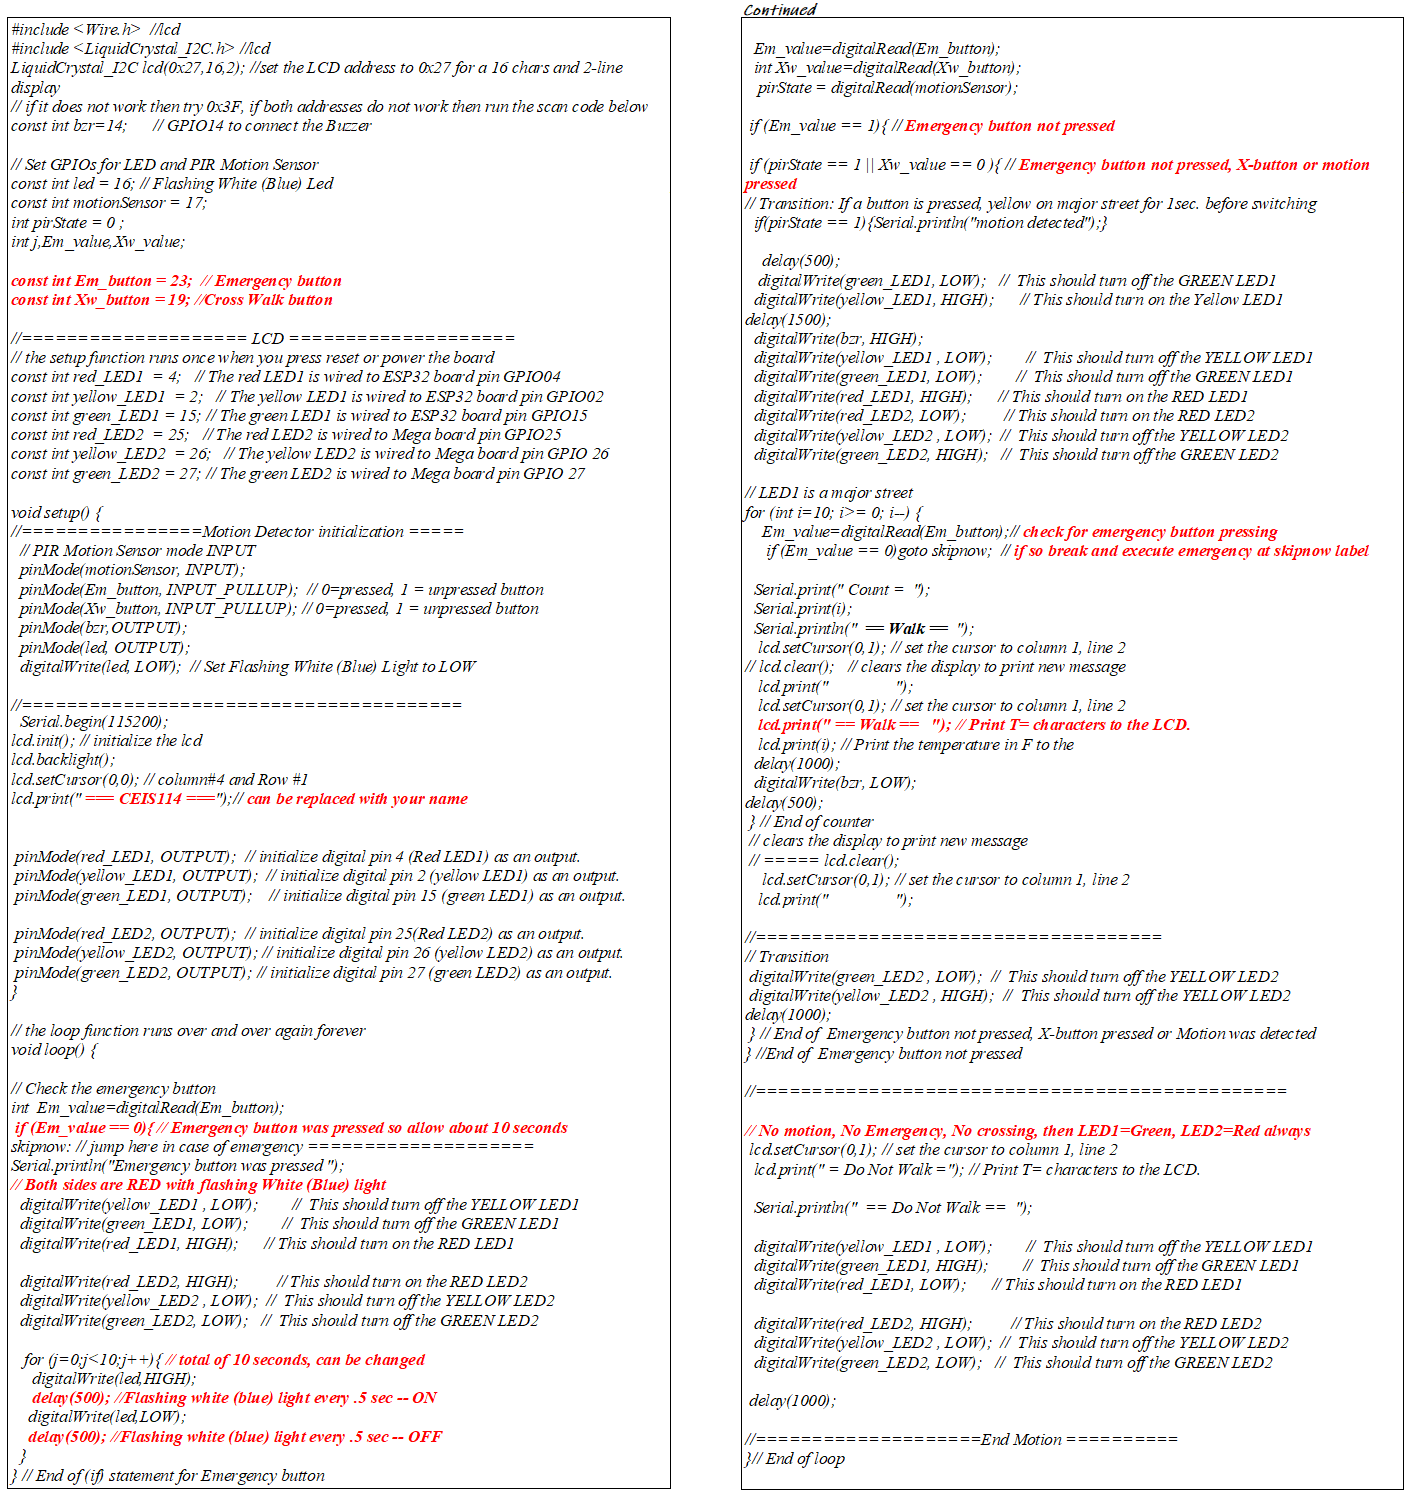 #include <Wire.h>  //lcd
#include <LiquidCrystal_I2C.h> //lcd
LiquidCrystal_I2C lcd(0x27,16,2); //set the LCD address to 0x27 for a 16 chars and 2-line
display
// if it does not work then try 0x3F, if both addresses do not work then run the scan code below
const int bzr=14;      // GPIO14 to connect the Buzzer
// Set GPIOs for LED and PIR Motion Sensor
const int led = 16; // Flashing White (Blue) Led
const int motionSensor = 17;
int pirState = 0 ;
int j,Em_value,Xw_value;
const int Em_button = 23;  // Emergency button
const int Xw_button = 19; //Cross Walk button
//==================== LCD ====================
// the setup function runs once when you press reset or power the board
const int red_LED1  = 4;   // The red LED1 is wired to ESP32 board pin GPIO04
const int yellow_LED1  = 2;   // The yellow LED1 is wired to ESP32 board pin GPIO02
const int green_LED1 = 15; // The green LED1 is wired to ESP32 board pin GPIO15
const int red_LED2  = 25;   // The red LED2 is wired to Mega board pin GPIO25
const int yellow_LED2  = 26;   // The yellow LED2 is wired to Mega board pin GPIO 26
const int green_LED2 = 27; // The green LED2 is wired to Mega board pin GPIO 27
void setup() {
//================Motion Detector initialization =====
// PIR Motion Sensor mode INPUT
pinMode(motionSensor, INPUT);
pinMode(Em_button, INPUT_PULLUP);  // 0=pressed, 1 = unpressed button
pinMode(Xw_button, INPUT_PULLUP); // 0=pressed, 1 = unpressed button
pinMode(bzr,OUTPUT);
pinMode(led, OUTPUT);
digitalWrite(led, LOW);  // Set Flashing White (Blue) Light to LOW
//=======================================
Serial.begin(115200);
lcd.init(); // initialize the lcd
lcd.backlight();
lcd.setCursor(0,0); // column#4 and Row #1
lcd.print(" === CEIS114 ===");// can be replaced with your name
pinMode(red_LED1, OUTPUT);  // initialize digital pin 4 (Red LED1) as an output.
pinMode(yellow_LED1, OUTPUT);  // initialize digital pin 2 (yellow LED1) as an output.
pinMode(green_LED1, OUTPUT);    // initialize digital pin 15 (green LED1) as an output.
pinMode(red_LED2, OUTPUT);  // initialize digital pin 25(Red LED2) as an output.
pinMode(yellow_LED2, OUTPUT); // initialize digital pin 26 (yellow LED2) as an output.
pinMode(green_LED2, OUTPUT); // initialize digital pin 27 (green LED2) as an output.
}
// the loop function runs over and over again forever
void loop() {
// Check the emergency button
int  Em_value=digitalRead(Em_button);
if (Em_value == 0){ // Emergency button was pressed so allow about 10 seconds
skipnow: // jump here in case of emergency ====================
Serial.println("Emergency button was pressed ");
// Both sides are RED with flashing White (Blue) light
digitalWrite(yellow_LED1 , LOW);       //  This should turn off the YELLOW LED1
digitalWrite(green_LED1, LOW);       //  This should turn off the GREEN LED1
digitalWrite(red_LED1, HIGH);     // This should turn on the RED LED1
digitalWrite(red_LED2, HIGH);        // This should turn on the RED LED2
digitalWrite(yellow_LED2 , LOW);  //  This should turn off the YELLOW LED2
digitalWrite(green_LED2, LOW);   //  This should turn off the GREEN LED2
for (j=0;j<10;j++){ // total of 10 seconds, can be changed
digitalWrite(led,HIGH);
delay(500); //Flashing white (blue) light every .5 sec -- ON
digitalWrite(led,LOW);
delay(500); //Flashing white (blue) light every .5 sec -- OFF
}
} // End of (if) statement for Emergency button
Continued
Em_value=digitalRead(Em_button);
int Xw_value=digitalRead(Xw_button);
pirState = digitalRead(motionSensor);
if (Em_value == 1){ // Emergency button not pressed
if (pirState == 1 || Xw_value == 0 ){ // Emergency button not pressed, X-button or motion
pressed
// Transition: If a button is pressed, yellow on major street for 1sec. before switching
if(pirState == 1){Serial.println("motion detected");}
delay(500);
digitalWrite(green_LED1, LOW);   //  This should turn off the GREEN LED1
digitalWrite(yellow_LED1, HIGH);      // This should turn on the Yellow LED1
delay(1500);
digitalWrite(bzr, HIGH);
digitalWrite(yellow_LED1 , LOW);       //  This should turn off the YELLOW LED1
digitalWrite(green_LED1, LOW);       //  This should turn off the GREEN LED1
digitalWrite(red_LED1, HIGH);     // This should turn on the RED LED1
digitalWrite(red_LED2, LOW);        // This should turn on the RED LED2
digitalWrite(yellow_LED2 , LOW);  //  This should turn off the YELLOW LED2
digitalWrite(green_LED2, HIGH);   //  This should turn off the GREEN LED2
// LED1 is a major street
for (int i=10; i>= 0; i--) {
Em_value=digitalRead(Em_button);// check for emergency button pressing
if (Em_value == 0)goto skipnow;  // if so break and execute emergency at skipnow label
Serial.print(" Count =  ");
Serial.print(i);
Serial.println("  == Walk ==  ");
lcd.setCursor(0,1); // set the cursor to column 1, line 2
// lcd.clear();   // clears the display to print new message
lcd.print("                ");
lcd.setCursor(0,1); // set the cursor to column 1, line 2
lcd.print(" == Walk ==   "); // Print T= characters to the LCD.
lcd.print(i); // Print the temperature in F to the
delay(1000);
digitalWrite(bzr, LOW);
delay(500);
} // End of counter
// clears the display to print new message
// ===== lcd.clear();
lcd.setCursor(0,1); // set the cursor to column 1, line 2
lcd.print("                ");
//====================================
// Transition
digitalWrite(green_LED2 , LOW);  //  This should turn off the YELLOW LED2
digitalWrite(yellow_LED2 , HIGH);  //  This should turn off the YELLOW LED2
delay(1000);
} // End of  Emergency button not pressed, X-button pressed or Motion was detected
} //End of  Emergency button not pressed
//===============================================
// No motion, No Emergency, No crossing, then LED1=Green, LED2=Red always
lcd.setCursor(0,1); // set the cursor to column 1, line 2
lcd.print(" = Do Not Walk ="); // Print T= characters to the LCD.
Serial.println("  == Do Not Walk ==  ");
digitalWrite(yellow_LED1 , LOW);       //  This should turn off the YELLOW LED1
digitalWrite(green_LED1, HIGH);       //  This should turn off the GREEN LED1
digitalWrite(red_LED1, LOW);     // This should turn on the RED LED1
digitalWrite(red_LED2, HIGH);        // This should turn on the RED LED2
digitalWrite(yellow_LED2 , LOW);  //  This should turn off the YELLOW LED2
digitalWrite(green_LED2, LOW);   //  This should turn off the GREEN LED2
delay(1000);
//====================End Motion ==========
}// End of loop